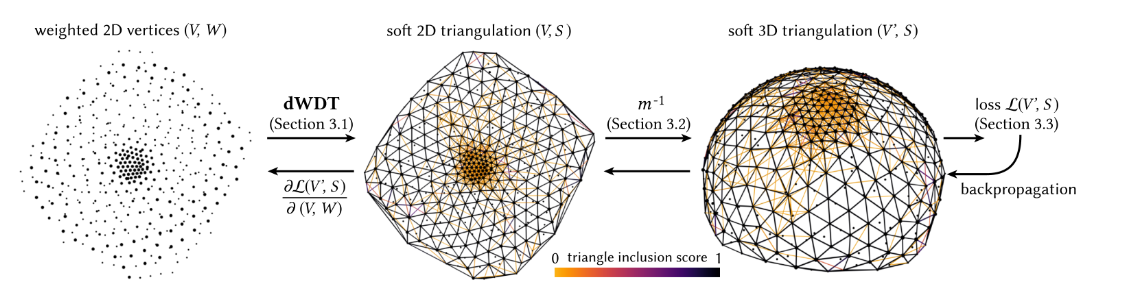 weighted 2D vertices (V, W)
soft 2D triangulation (V, S)
soft 3D triangulation (V', S)
dWDT
(Section 3.1)
∂ℒ(V', S)
∂ (V, W)
m⁻¹
(Section 3.2)
loss ℒ(V', S)
(Section 3.3)
backpropagation
0 triangle inclusion score 1